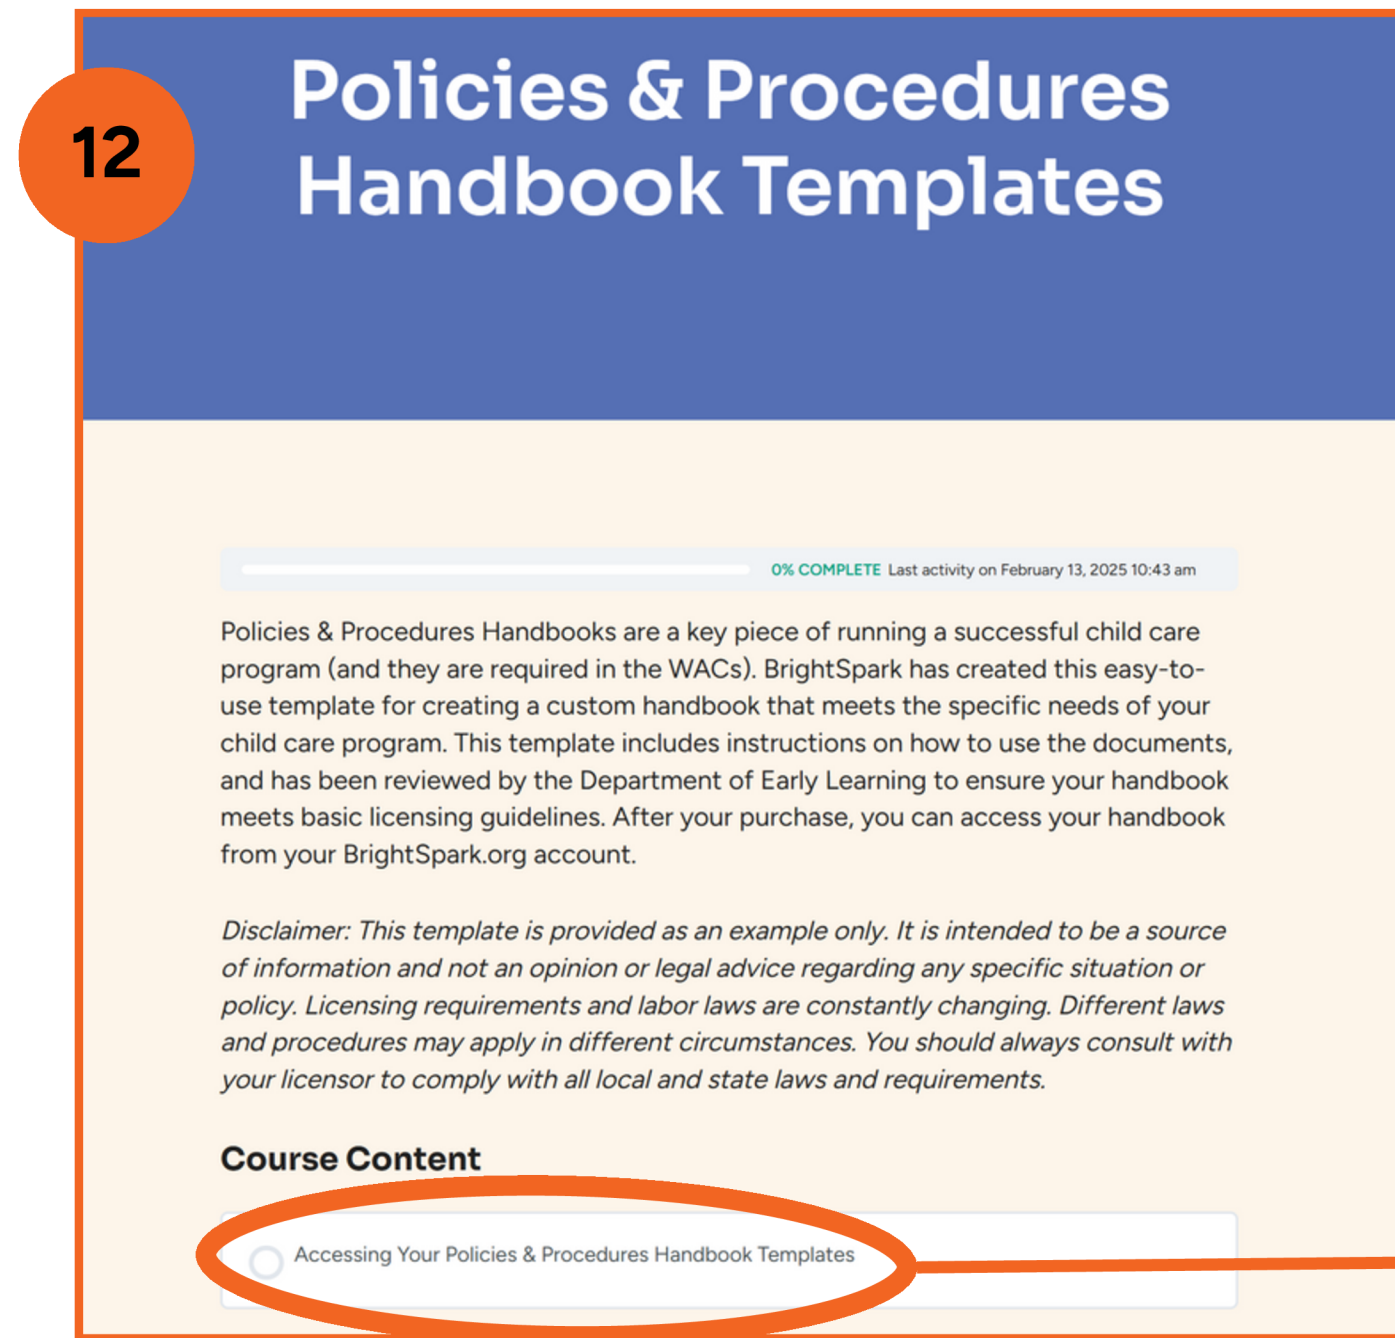 12
Policies & Procedures
Handbook Templates
0% COMPLETE Last activity on February 13, 2025 10:43 am
Policies & Procedures Handbooks are a key piece of running a successful child care
program (and they are required in the WACs). BrightSpark has created this easy-to-
use template for creating a custom handbook that meets the specific needs of your
child care program. This template includes instructions on how to use the documents,
and has been reviewed by the Department of Early Learning to ensure your handbook
meets basic licensing guidelines. After your purchase, you can access your handbook
from your BrightSpark.org account.
Disclaimer: This template is provided as an example only. It is intended to be a source
of information and not an opinion or legal advice regarding any specific situation or
policy. Licensing requirements and labor laws are constantly changing. Different laws
and procedures may apply in different circumstances. You should always consult with
your licensor to comply with all local and state laws and requirements.
Course Content
Accessing Your Policies & Procedures Handbook Templates